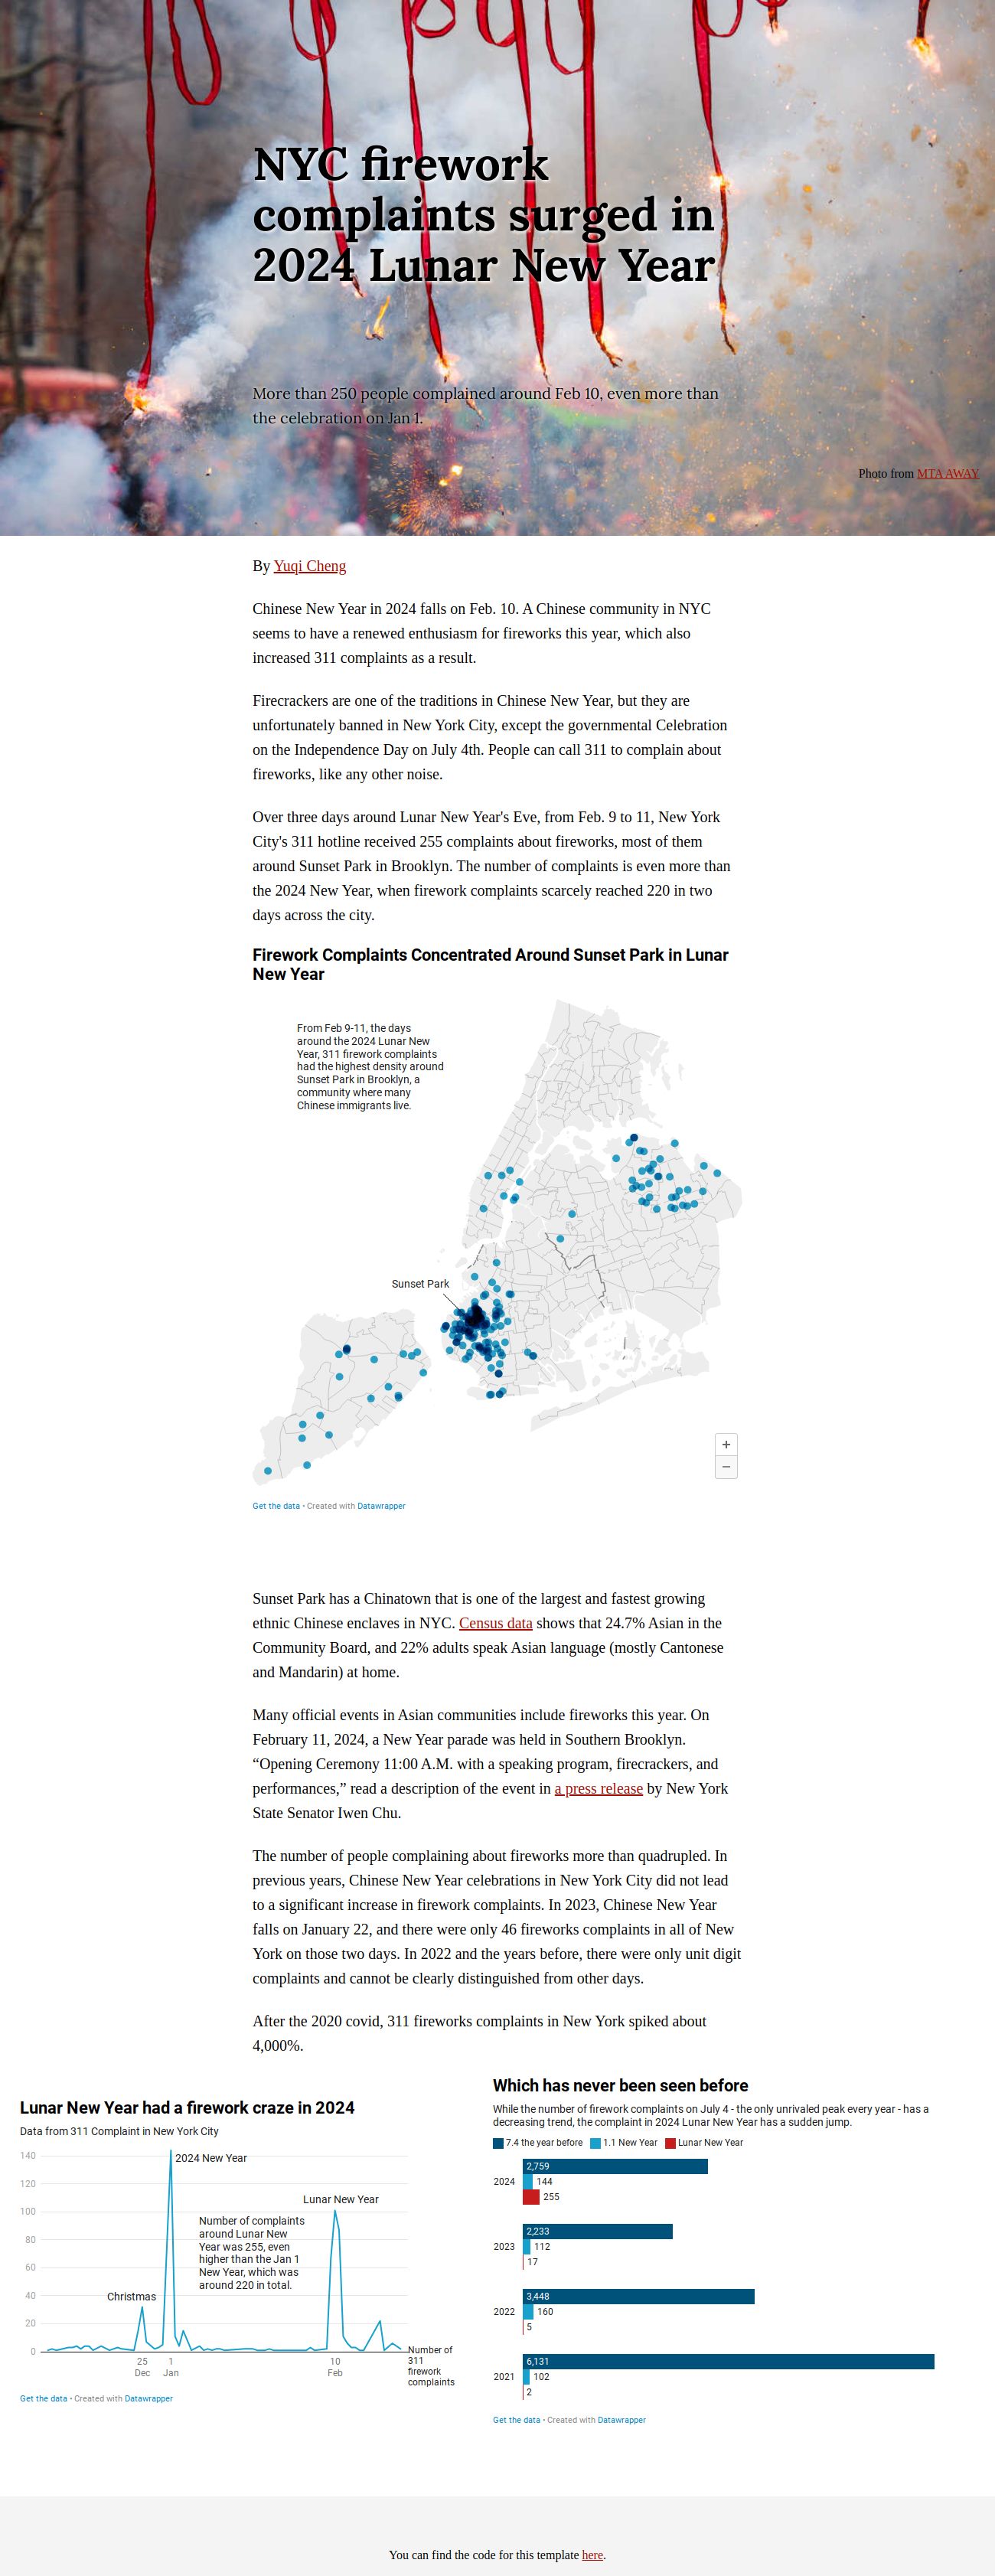 NYC firework
complaints surged in
2024 Lunar New Year
More than 250 people complained around Feb 10, even more than
the celebration on Jan 1.
Photo from MTA AWAY
By Yuqi Cheng
Chinese New Year in 2024 falls on Feb. 10. A Chinese community in NYC
seems to have a renewed enthusiasm for fireworks this year, which also
increased 311 complaints as a result.
Firecrackers are one of the traditions in Chinese New Year, but they are
unfortunately banned in New York City, except the governmental Celebration
on the Independence Day on July 4th. People can call 311 to complain about
fireworks, like any other noise.
Over three days around Lunar New Year's Eve, from Feb. 9 to 11, New York
City's 311 hotline received 255 complaints about fireworks, most of them
around Sunset Park in Brooklyn. The number of complaints is even more than
the 2024 New Year, when firework complaints scarcely reached 220 in two
days across the city.
Firework Complaints Concentrated Around Sunset Park in Lunar
New Year
From Feb 9-11, the days
around the 2024 Lunar New
Year, 311 firework complaints
had the highest density around
Sunset Park in Brooklyn, a
community where many
Chinese immigrants live.
Sunset Park
+
−
Get the data • Created with Datawrapper
Sunset Park has a Chinatown that is one of the largest and fastest growing
ethnic Chinese enclaves in NYC. Census data shows that 24.7% Asian in the
Community Board, and 22% adults speak Asian language (mostly Cantonese
and Mandarin) at home.
Many official events in Asian communities include fireworks this year. On
February 11, 2024, a New Year parade was held in Southern Brooklyn.
“Opening Ceremony 11:00 A.M. with a speaking program, firecrackers, and
performances,” read a description of the event in a press release by New York
State Senator Iwen Chu.
The number of people complaining about fireworks more than quadrupled. In
previous years, Chinese New Year celebrations in New York City did not lead
to a significant increase in firework complaints. In 2023, Chinese New Year
falls on January 22, and there were only 46 fireworks complaints in all of New
York on those two days. In 2022 and the years before, there were only unit digit
complaints and cannot be clearly distinguished from other days.
After the 2020 covid, 311 fireworks complaints in New York spiked about
4,000%.
Lunar New Year had a firework craze in 2024
Data from 311 Complaint in New York City
140
120
100
80
60
40
20
0
2024 New Year
Lunar New Year
Number of complaints
around Lunar New
Year was 255, even
higher than the Jan 1
New Year, which was
around 220 in total.
Christmas
Number of
311
firework
complaints
25
Dec
1
Jan
10
Feb
Get the data • Created with Datawrapper
Which has never been seen before
While the number of firework complaints on July 4 - the only unrivaled peak every year - has a
decreasing trend, the complaint in 2024 Lunar New Year has a sudden jump.
7.4 the year before 1.1 New Year Lunar New Year
2,759
2024 144
255
2,233
2023 112
17
3,448
2022 160
5
6,131
2021 102
2
Get the data • Created with Datawrapper
You can find the code for this template here.